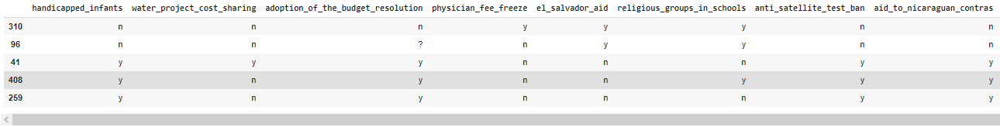 handicapped_infants water_project_cost_sharing adoption_of_the_budget_resolution physician_fee_freeze el_salvador_aid religious_groups_in_schools anti_satellite_test_ban aid_to_nicaraguan_contras
310 n n n y y y n n
96 n n ? n y y n n
41 y y y n n n y y
408 y n y n n y y y
259 y n y n n n y y